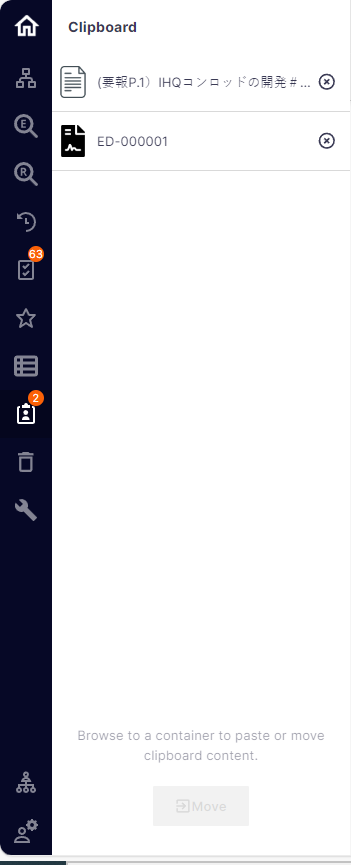 Clipboard
(要報P.1）IHQコンロッドの開発＃...
E
ED-000001
R
63
2
Browse to a container to paste or move
clipboard content.
Move